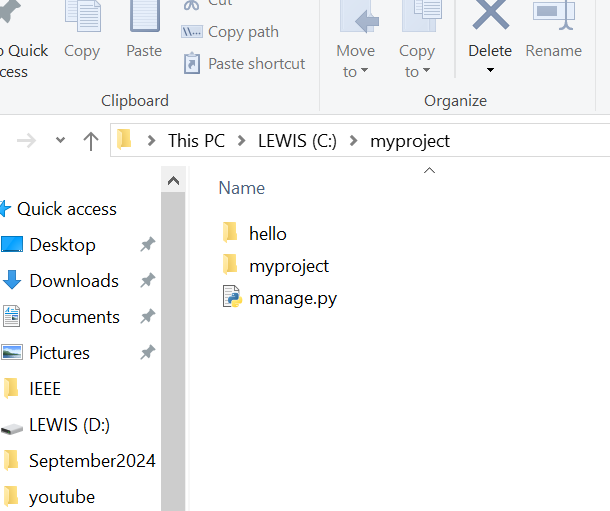 Cut
Quick
Copy
Paste
Copy path
Move
Copy
Delete
Rename
ccess
Paste shortcut
to
to
Clipboard
Organize
This PC
LEWIS (C:)
myproject
Name
Quick access
hello
Desktop
myproject
Downloads
manage.py
Documents
Pictures
IEEE
LEWIS (D:)
September2024
youtube